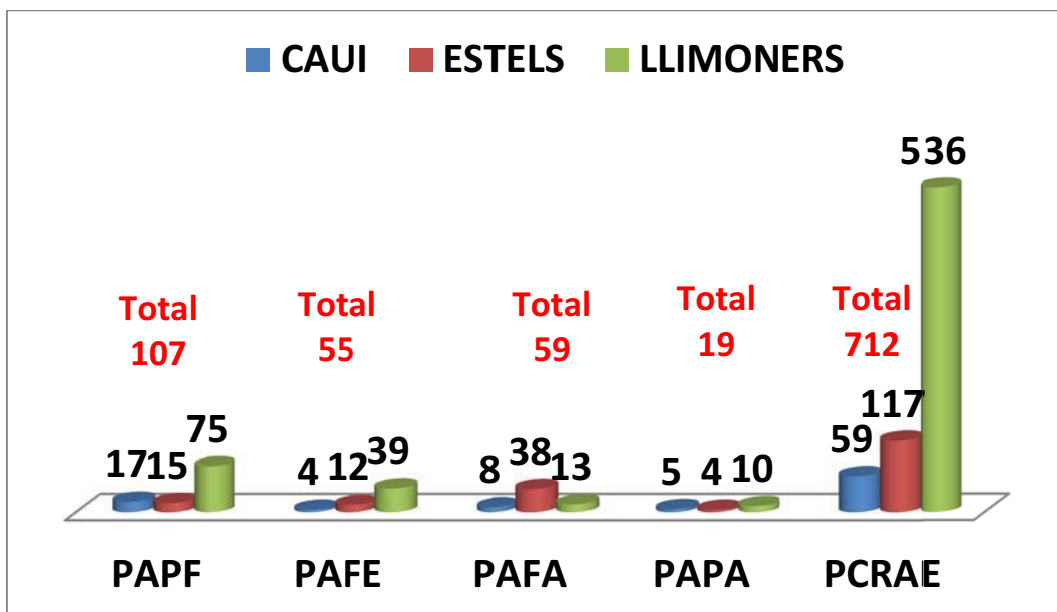 CAUI ESTELS LLIMONERS
536
Total Total Total Total Total
107 55 59 19 712
117
59
75
17 15
4 12 39
8 38 13
5 4 10
PAPF PAFE PAFA PAPA PCRAE